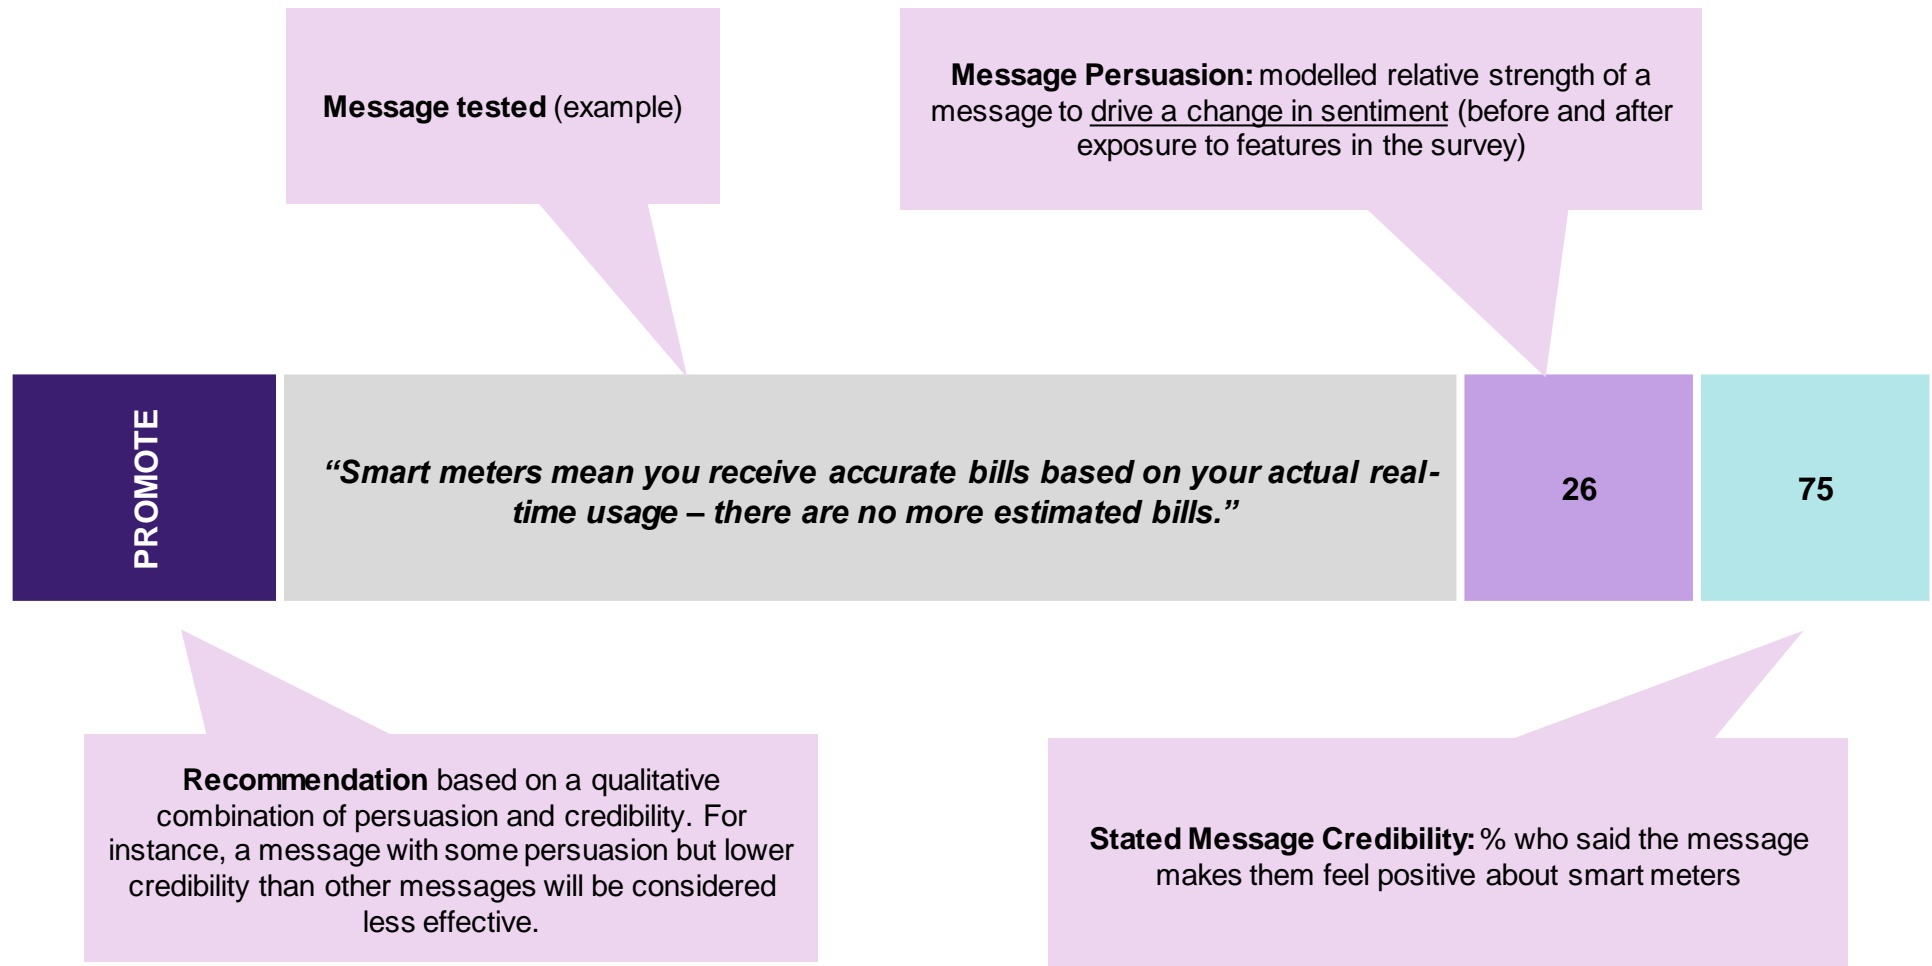 Message tested (example)
Message Persuasion: modelled relative strength of a
message to drive a change in sentiment (before and after
exposure to features in the survey)
PROMOTE
“Smart meters mean you receive accurate bills based on your actual real-
time usage – there are no more estimated bills.”
26
75
Recommendation based on a qualitative
combination of persuasion and credibility. For
instance, a message with some persuasion but lower
credibility than other messages will be considered
less effective.
Stated Message Credibility: % who said the message
makes them feel positive about smart meters